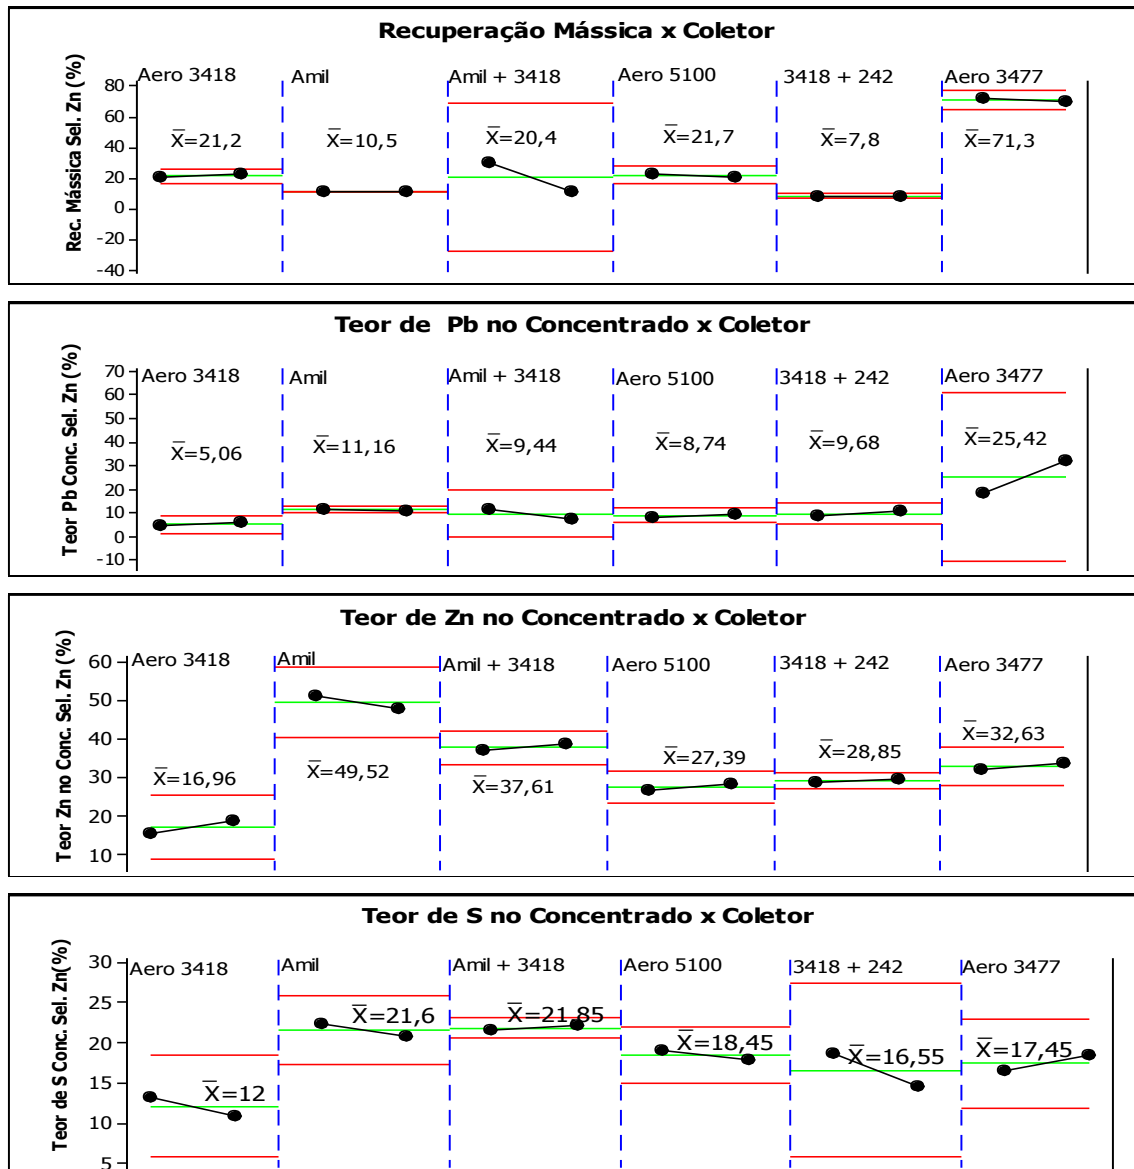 Recuperação Mássica x Coletor
Rec. Mássica Sel. Zn (%)
Aero 3418 Amil Amil + 3418 Aero 5100 3418 + 242 Aero 3477
80
60
40
20
0
-20
-40
X̅=21,2 X̅=10,5 X̅=20,4 X̅=21,7 X̅=7,8 X̅=71,3
Teor de Pb no Concentrado x Coletor
Teor Pb Conc. Sel. Zn (%)
Aero 3418 Amil Amil + 3418 Aero 5100 3418 + 242 Aero 3477
70
60
50
40
30
20
10
0
-10
X̅=5,06 X̅=11,16 X̅=9,44 X̅=8,74 X̅=9,68 X̅=25,42
Teor de Zn no Concentrado x Coletor
Teor Zn no Conc. Sel. Zn (%)
Aero 3418 Amil Amil + 3418 Aero 5100 3418 + 242 Aero 3477
60
50
40
30
20
10
X̅=16,96 X̅=49,52 X̅=37,61 X̅=27,39 X̅=28,85 X̅=32,63
Teor de S no Concentrado x Coletor
Teor de S Conc. Sel. Zn(%)
Aero 3418 Amil Amil + 3418 Aero 5100 3418 + 242 Aero 3477
30
25
20
15
10
5
X̅=12 X̅=21,6 X̅=21,85 X̅=18,45 X̅=16,55 X̅=17,45